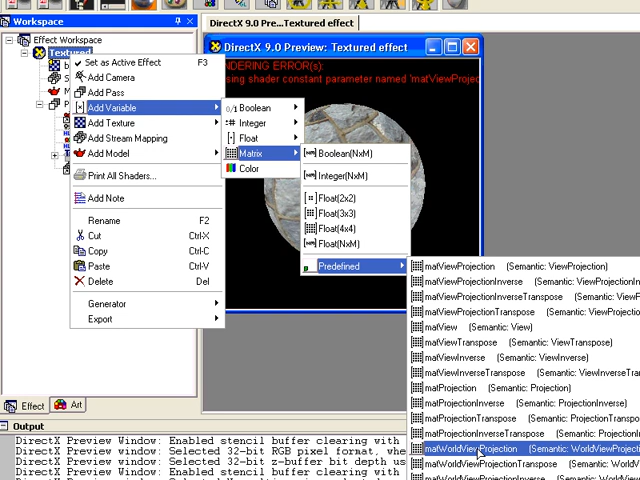 Workspace
Effect Workspace
Textured
Set as Active Effect F3
Add Camera
Add Pass
Add Variable
Add Texture
Add Stream Mapping
Add Model
Print All Shaders...
Add Note
Rename F2
Cut Ctrl-X
Copy Ctrl-C
Paste Ctrl-V
Delete Del
Generator
Export
Effect
Art
DirectX 9.0 Pre...Textured effect
DirectX 9.0 Preview: Textured effect
NDERING ERROR(s):
sing shader constant parameter named 'matViewProjec
Boolean
Integer
Float
Matrix
Color
Boolean(NxM)
Integer(NxM)
Float(2x2)
Float(3x3)
Float(4x4)
Float(NxM)
Predefined
matViewProjection (Semantic: ViewProjection)
matViewProjectionInverse (Semantic: ViewProjectionIn
matViewProjectionInverseTranspose (Semantic: ViewP
matViewProjectionTranspose (Semantic: ViewProjection
matView (Semantic: View)
matViewTranspose (Semantic: ViewTranspose)
matViewInverse (Semantic: ViewInverse)
matViewInverseTranspose (Semantic: ViewInverseTran
matProjection (Semantic: Projection)
matProjectionInverse (Semantic: ProjectionInverse)
matProjectionTranspose (Semantic: ProjectionTranspos
matProjectionInverseTranspose (Semantic: ProjectionIn
matWorldViewProjection (Semantic: WorldViewProjecti
matWorldViewProjectionTranspose (Semantic: WorldV
Output
DirectX Preview Window: Enabled stencil buffer clearing with
DirectX Preview Window: Selected 32-bit RGB pixel format, whe
DirectX Preview Window: Selected 32-bit z-buffer bit depth us
DirectX Preview Window: Enabled stencil buffer clearing with